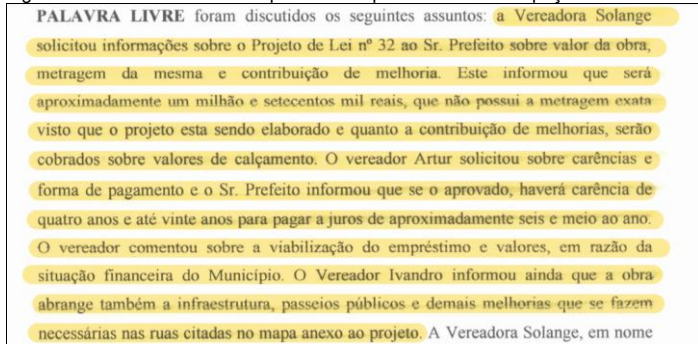 PALAVRA LIVRE foram discutidos os seguintes assuntos: a Vereadora Solange
solicitou informações sobre o Projeto de Lei nº 32 ao Sr. Prefeito sobre valor da obra,
metragem da mesma e contribuição de melhoria. Este informou que será
aproximadamente um milhão e setecentos mil reais, que não possui a metragem exata
visto que o projeto esta sendo elaborado e quanto a contribuição de melhorias, serão
cobrados sobre valores de calçamento. O vereador Artur solicitou sobre carências e
forma de pagamento e o Sr. Prefeito informou que se o aprovado, haverá carência de
quatro anos e até vinte anos para pagar a juros de aproximadamente seis e meio ao ano.
O vereador comentou sobre a viabilização do empréstimo e valores, em razão da
situação financeira do Município. O Vereador Ivandro informou ainda que a obra
abrange também a infraestrutura, passeios públicos e demais melhorias que se fazem
necessárias nas ruas citadas no mapa anexo ao projeto. A Vereadora Solange, em nome